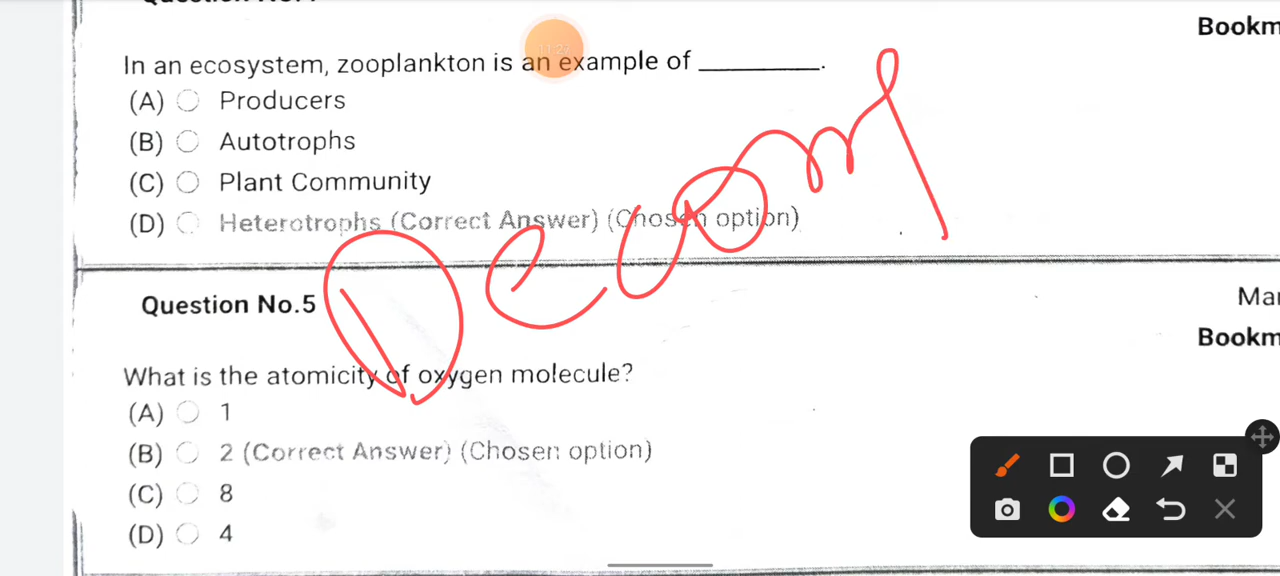 Bookm
In an ecosystem, zooplankton is an example of __________.
(A) Producers
(B) Autotrophs
(C) Plant Community
(D) Heterotrophs (Correct Answer) (Chosen option)
Question No.5
Mar
Bookm
What is the atomicity of oxygen molecule?
(A) 1
(B) 2 (Correct Answer) (Chosen option)
(C) 8
(D) 4